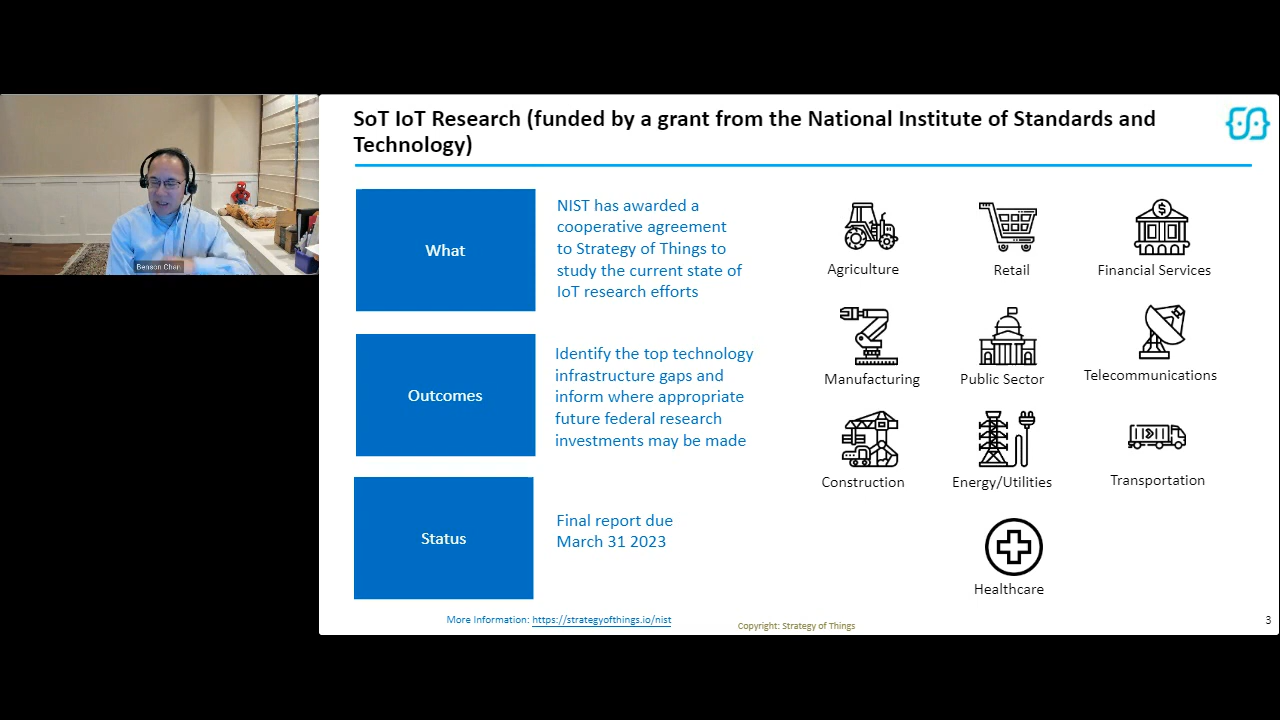 SoT IoT Research (funded by a grant from the National Institute of Standards and
Technology)
What
NIST has awarded a
cooperative agreement
to Strategy of Things to
study the current state of
IoT research efforts
Outcomes
Identify the top technology
infrastructure gaps and
inform where appropriate
future federal research
investments may be made
Status
Final report due
March 31 2023
Agriculture
Retail
Financial Services
Manufacturing
Public Sector
Telecommunications
Construction
Energy/Utilities
Transportation
Healthcare
More Information: https://strategyofthings.io/nist
Copyright: Strategy of Things
3
Benson Chan